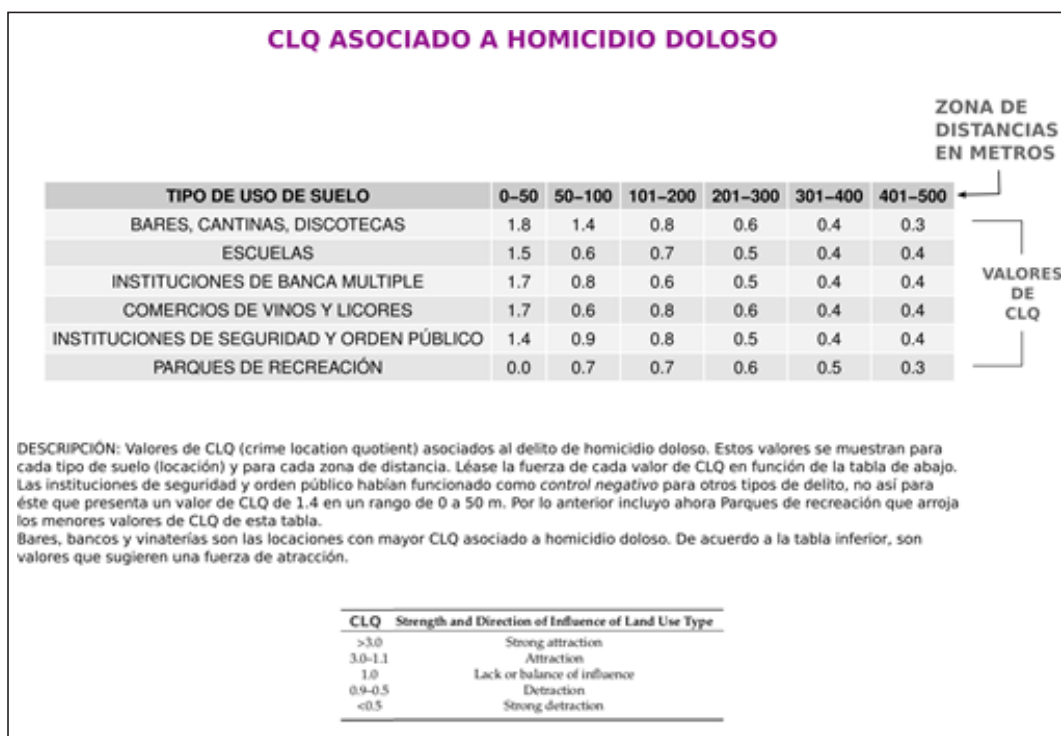 CLQ ASOCIADO A HOMICIDIO DOLOSO
ZONA DE
DISTANCIAS
EN METROS
TIPO DE USO DE SUELO 0–50 50–100 101–200 201–300 301–400 401–500
BARES, CANTINAS, DISCOTECAS 1.8 1.4 0.8 0.6 0.4 0.3
ESCUELAS 1.5 0.6 0.7 0.5 0.4 0.4
INSTITUCIONES DE BANCA MULTIPLE 1.7 0.8 0.6 0.5 0.4 0.4
COMERCIOS DE VINOS Y LICORES 1.7 0.6 0.8 0.6 0.4 0.4
INSTITUCIONES DE SEGURIDAD Y ORDEN PÚBLICO 1.4 0.9 0.8 0.5 0.4 0.4
PARQUES DE RECREACIÓN 0.0 0.7 0.7 0.6 0.5 0.3
VALORES
DE
CLQ
DESCRIPCIÓN: Valores de CLQ (crime location quotient) asociados al delito de homicidio doloso. Estos valores se muestran para
cada tipo de suelo (locación) y para cada zona de distancia. Léase la fuerza de cada valor de CLQ en función de la tabla de abajo.
Las instituciones de seguridad y orden público habían funcionado como control negativo para otros tipos de delito, no así para
éste que presenta un valor de CLQ de 1.4 en un rango de 0 a 50 m. Por lo anterior incluyo ahora Parques de recreación que arroja
los menores valores de CLQ de esta tabla.
Bares, bancos y vinaterías son las locaciones con mayor CLQ asociado a homicidio doloso. De acuerdo a la tabla inferior, son
valores que sugieren una fuerza de atracción.
CLQ Strength and Direction of Influence of Land Use Type
>3.0 Strong attraction
3.0–1.1 Attraction
1.0 Lack or balance of influence
0.9–0.5 Detraction
<0.5 Strong detraction